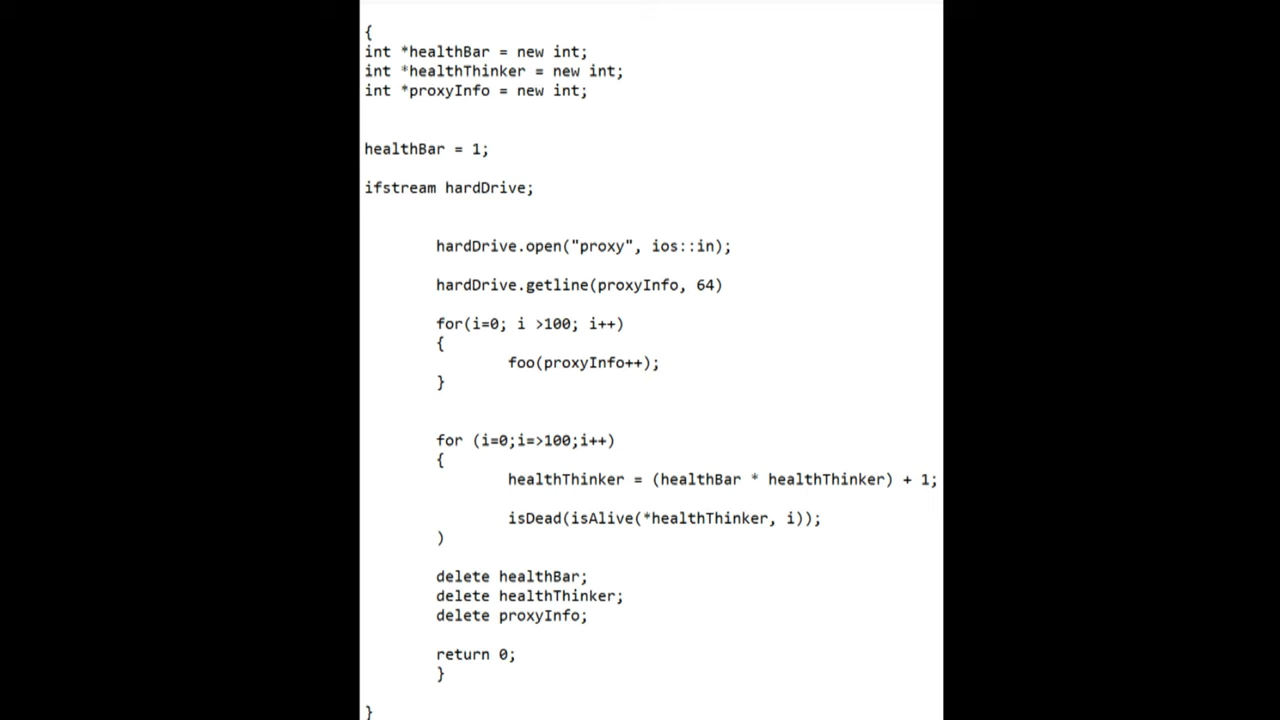 {
int *healthBar = new int;
int *healthThinker = new int;
int *proxyInfo = new int;
healthBar = 1;
ifstream hardDrive;
hardDrive.open("proxy", ios::in);
hardDrive.getline(proxyInfo, 64)
for(i=0; i >100; i++)
{
foo(proxyInfo++);
}
for (i=0;i=>100;i++)
{
healthThinker = (healthBar * healthThinker) + 1;
isDead(isAlive(*healthThinker, i));
)
delete healthBar;
delete healthThinker;
delete proxyInfo;
return 0;
}
}